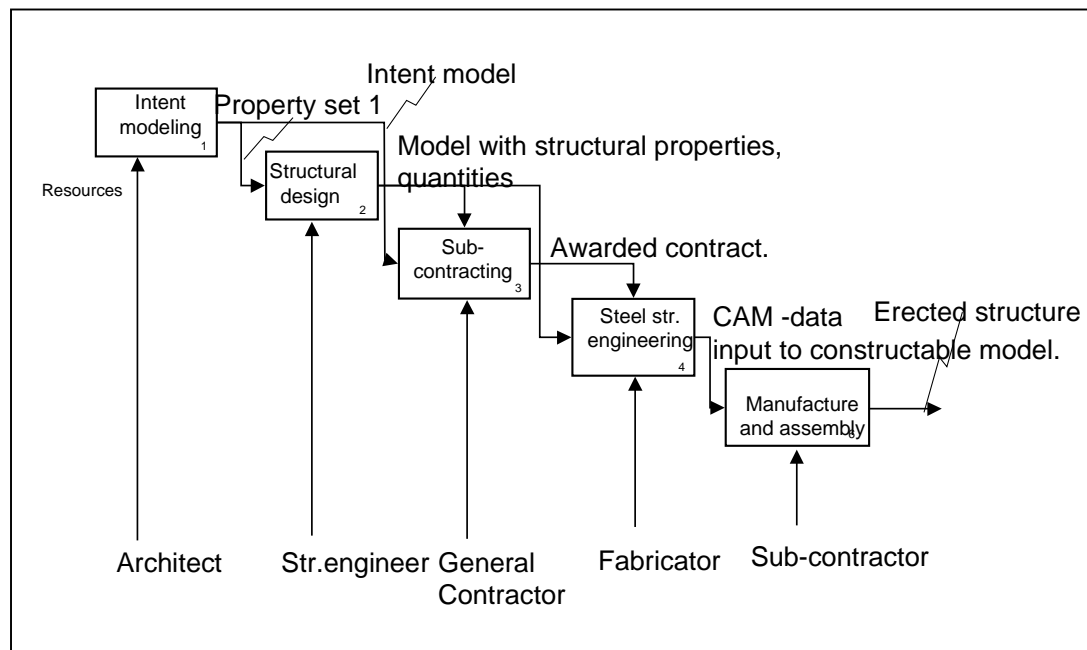 Intent model
Intent
modeling
1
Property set 1
Resources
Model with structural properties,
quantities
Structural
design
2
Sub-
contracting
3
Awarded contract.
Steel str.
engineering
4
CAM -data
input to constructable model.
Erected structure
Manufacture
and assembly
6
Architect
Str.engineer
General
Contractor
Fabricator
Sub-contractor